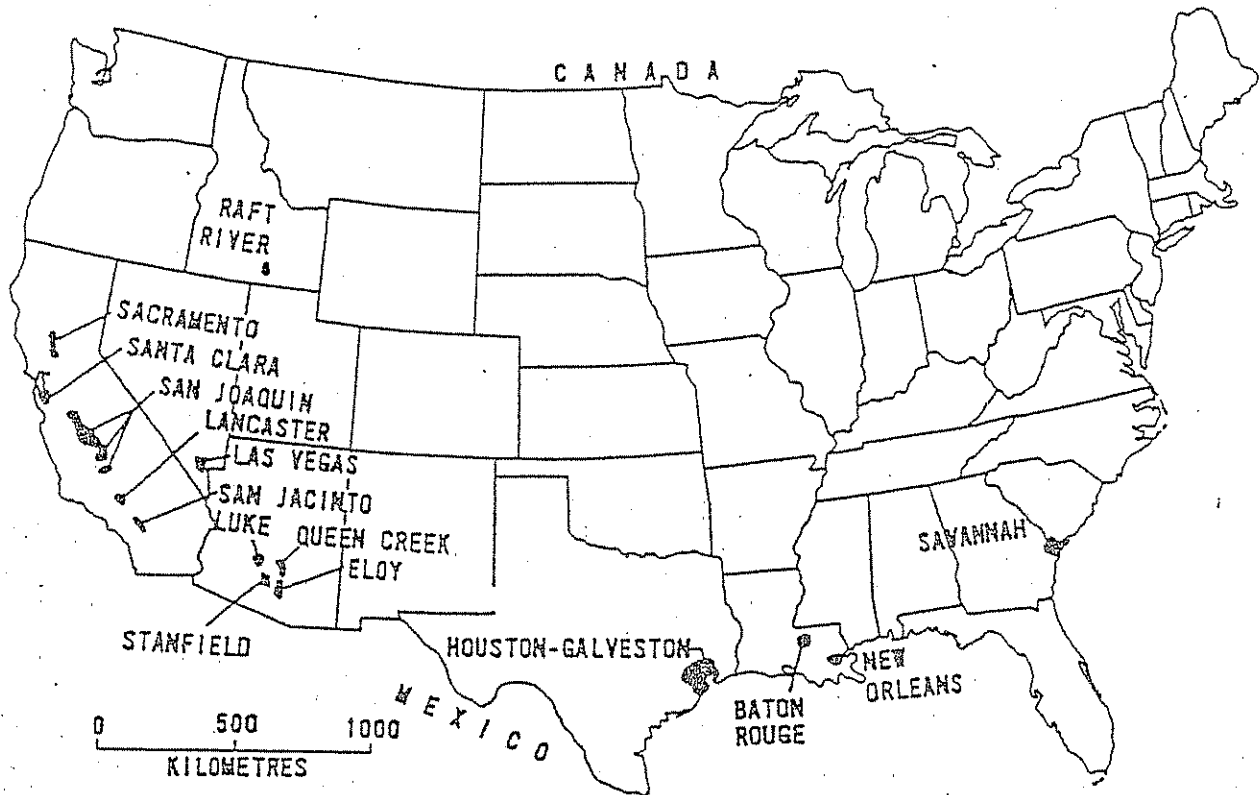 CANADA
RAFT
RIVER
SACRAMENTO
SANTA CLARA
SAN JOAQUIN
LANCASTER
LAS VEGAS
SAN JACINTO
LUKE
QUEEN CREEK
ELOY
STANFIELD
SAVANNAH
HOUSTON-GALVESTON
NEW
ORLEANS
BATON
ROUGE
MEXICO
0 500 1000
KILOMETRES